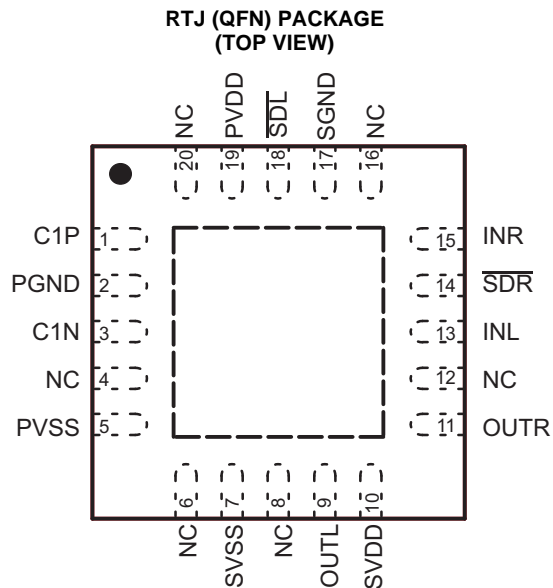 RTJ (QFN) PACKAGE
(TOP VIEW)
NC PVDD SDL SGND NC
20 19 18 17 16
C1P 1 15 INR
PGND 2 14 SDR
C1N 3 13 INL
NC 4 12 NC
PVSS 5 11 OUTR
6 7 8 9 10
NC SVSS NC OUTL SVDD